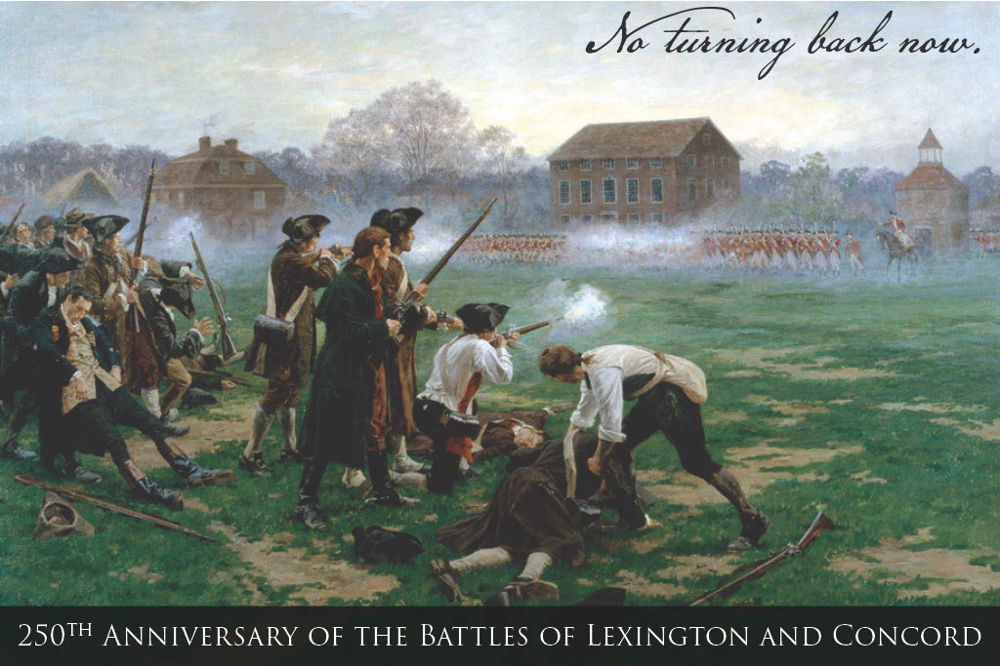 No turning back now.
250TH ANNIVERSARY OF THE BATTLES OF LEXINGTON AND CONCORD